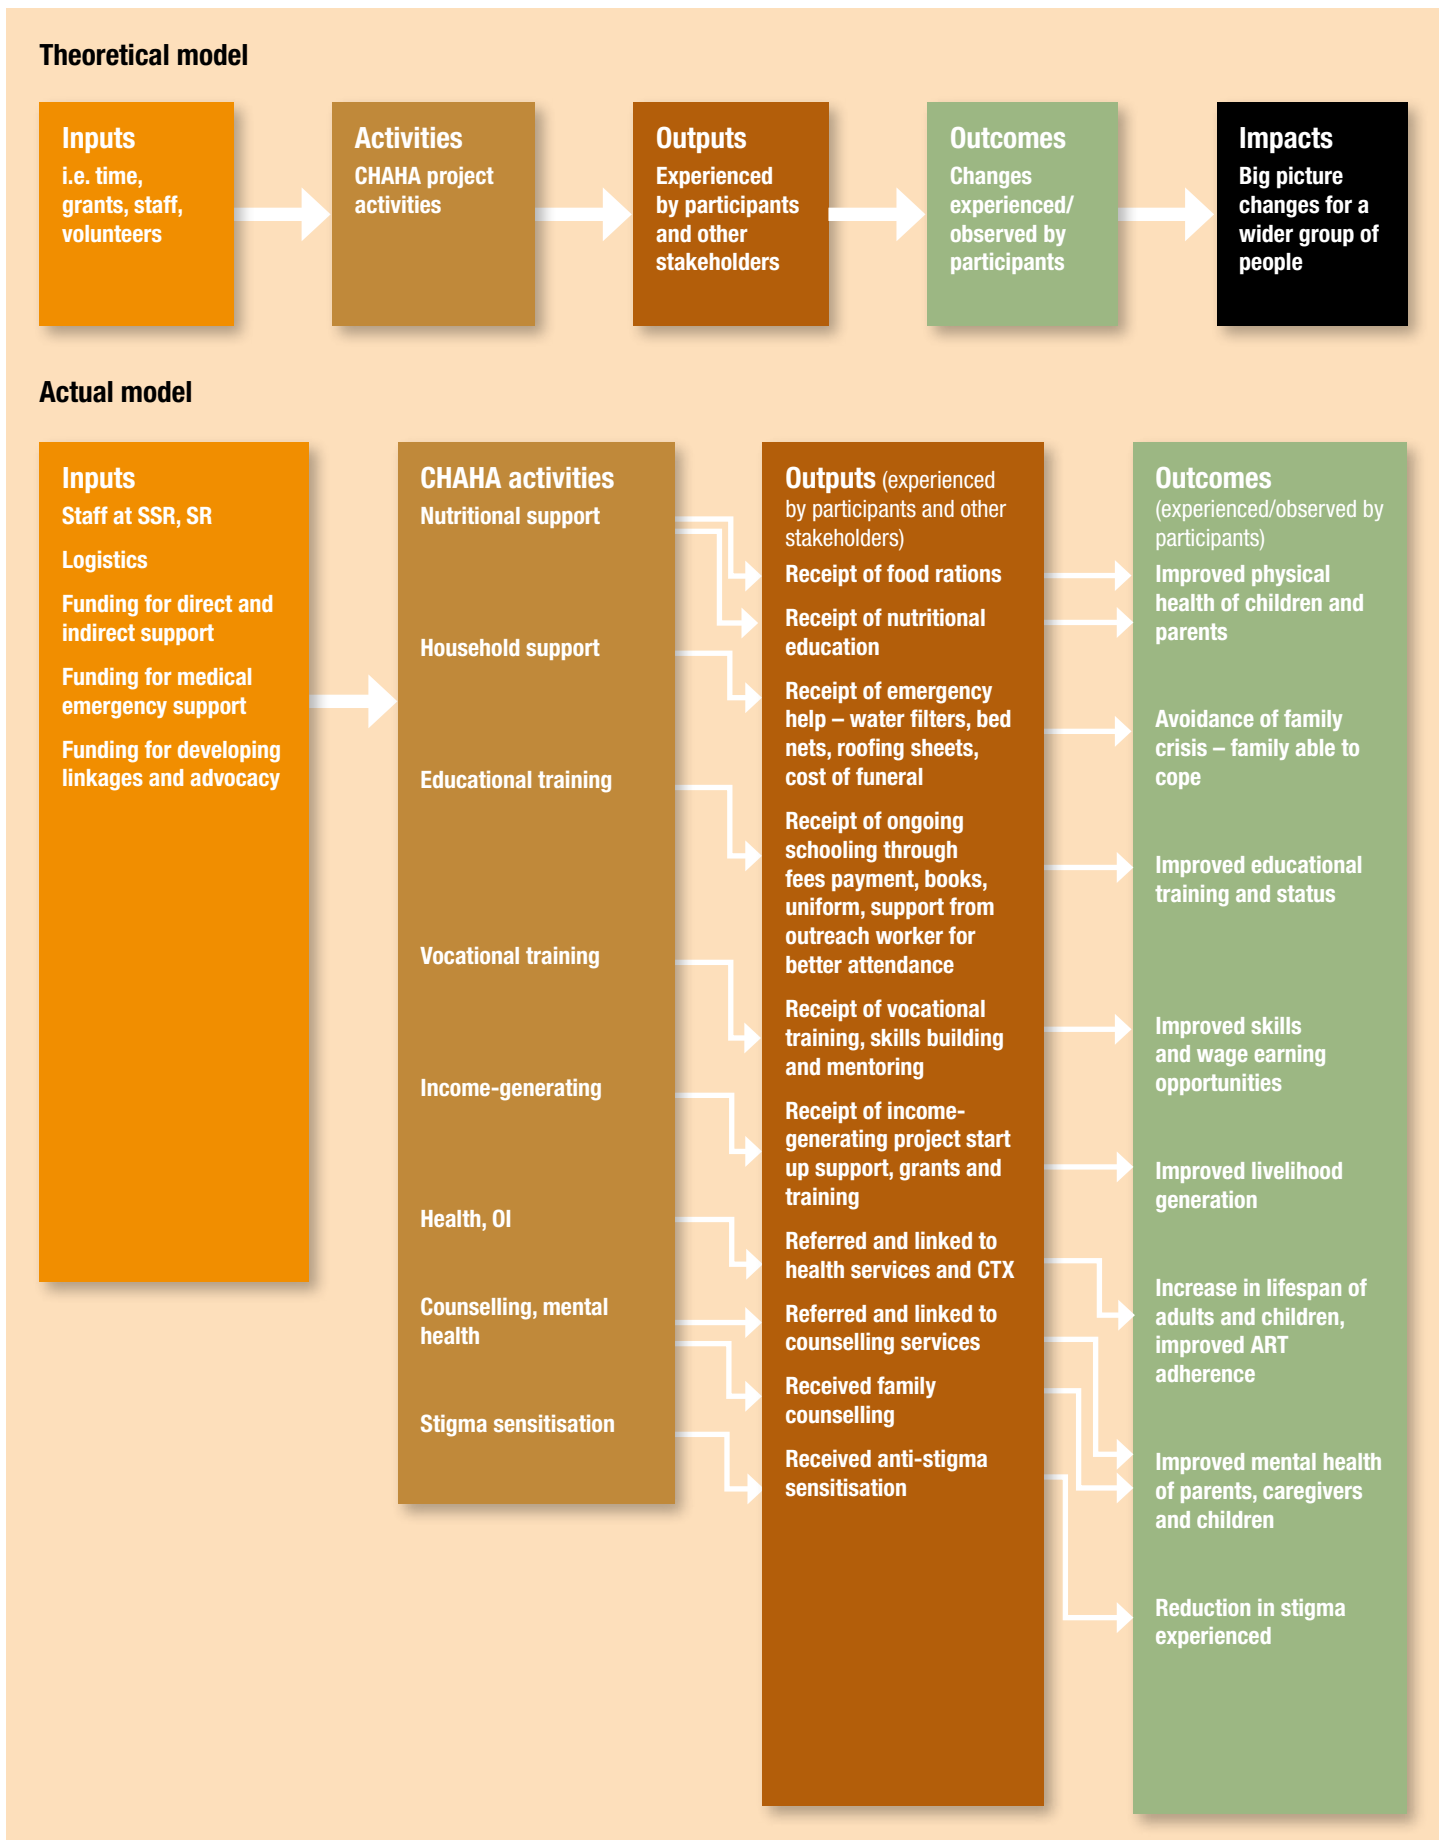 Theoretical model
Inputs
i.e. time,
grants, staff,
volunteers
Activities
CHAHA project
activities
Outputs
Experienced
by participants
and other
stakeholders
Outcomes
Changes
experienced/
observed by
participants
Impacts
Big picture
changes for a
wider group of
people
Actual model
Inputs
Staff at SSR, SR
Logistics
Funding for direct and
indirect support
Funding for medical
emergency support
Funding for developing
linkages and advocacy
CHAHA activities
Nutritional support
Household support
Educational training
Vocational training
Income-generating
Health, OI
Counselling, mental
health
Stigma sensitisation
Outputs (experienced
by participants and other
stakeholders)
Receipt of food rations
Receipt of nutritional
education
Receipt of emergency
help – water filters, bed
nets, roofing sheets,
cost of funeral
Receipt of ongoing
schooling through
fees payment, books,
uniform, support from
outreach worker for
better attendance
Receipt of vocational
training, skills building
and mentoring
Receipt of income-
generating project start
up support, grants and
training
Referred and linked to
health services and CTX
Referred and linked to
counselling services
Received family
counselling
Received anti-stigma
sensitisation
Outcomes
(experienced/observed by
participants)
Improved physical
health of children and
parents
Avoidance of family
crisis – family able to
cope
Improved educational
training and status
Improved skills
and wage earning
opportunities
Improved livelihood
generation
Increase in lifespan of
adults and children,
improved ART
adherence
Improved mental health
of parents, caregivers
and children
Reduction in stigma
experienced